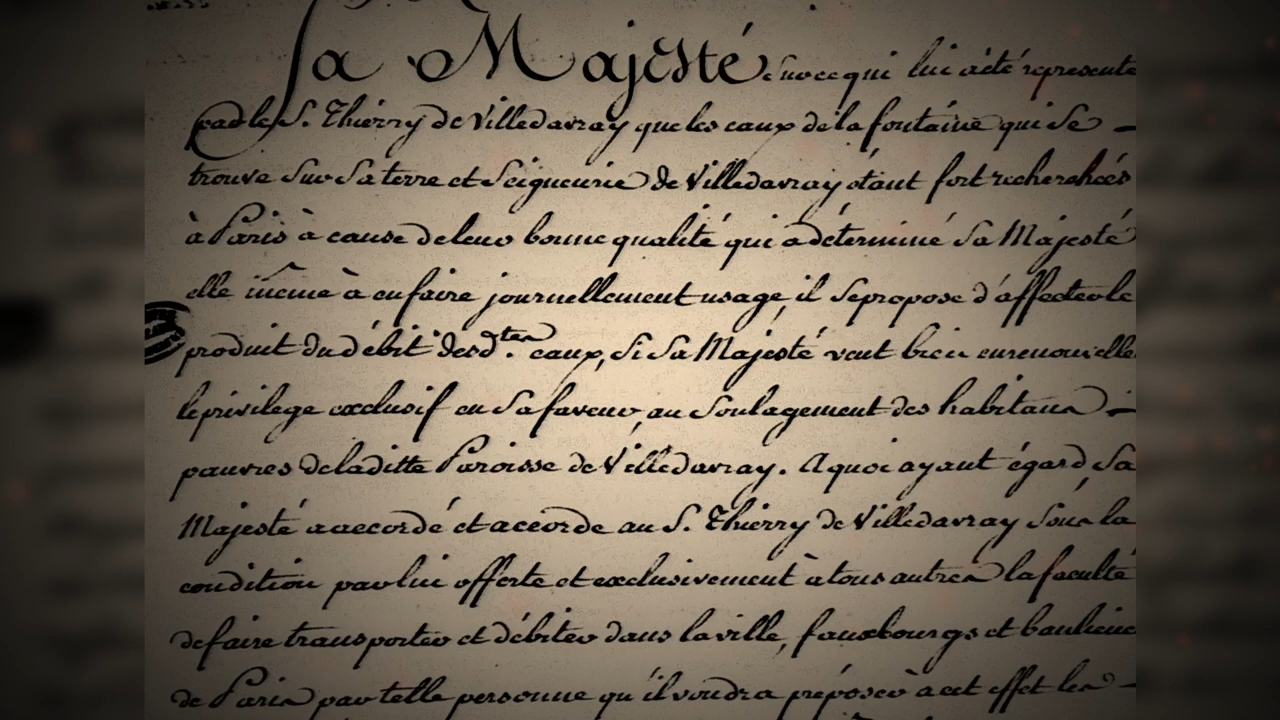 Sa Majesté sur ce qui lui a été representé
par le S. Thierry de Villedavray que les eaux de la fontaine qui se
trouve sur sa terre et Seigneurie de Villedavray étant fort recherchées
à Paris à cause de leur bonne qualité qui a déterminé Sa Majesté
elle même à en faire journellement usage, il se propose d'affecter le
produit du débit desd.tes eaux, si Sa Majesté veut bien en renouveller
le privilege exclusif en sa faveur, au soulagement des habitans
pauvres de laditte Paroisse de Villedavray. A quoi ayant égard, Sa
Majesté a accordé et accorde au S. Thierry de Villedavray sous la
condition par lui offerte et exclusivement à tous autres la faculté
de faire transporter et débiter dans la ville, fauxbourgs et banlieue
de Paris par telle personne qu'il voudra préposer à cet effet les